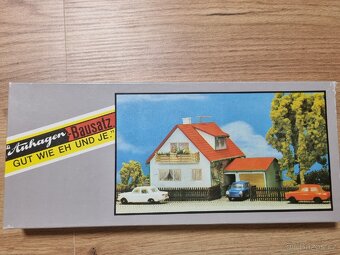 Auhagen
Bausatz
"GUT WIE EH UND JE."